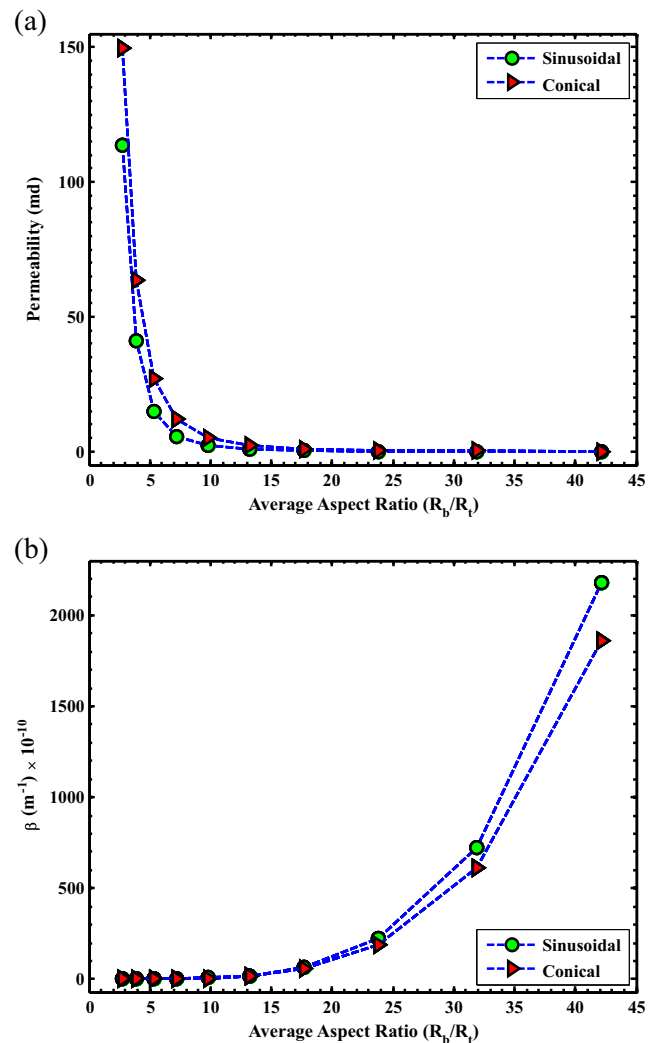 (a)
150
100
50
0
Permeability (md)
Sinusoidal
Conical
0 5 10 15 20 25 30 35 40 45
Average Aspect Ratio (R_b/R_t)
(b)
2000
1500
1000
500
0
β (m⁻¹) × 10⁻¹⁰
Sinusoidal
Conical
0 5 10 15 20 25 30 35 40 45
Average Aspect Ratio (R_b/R_t)